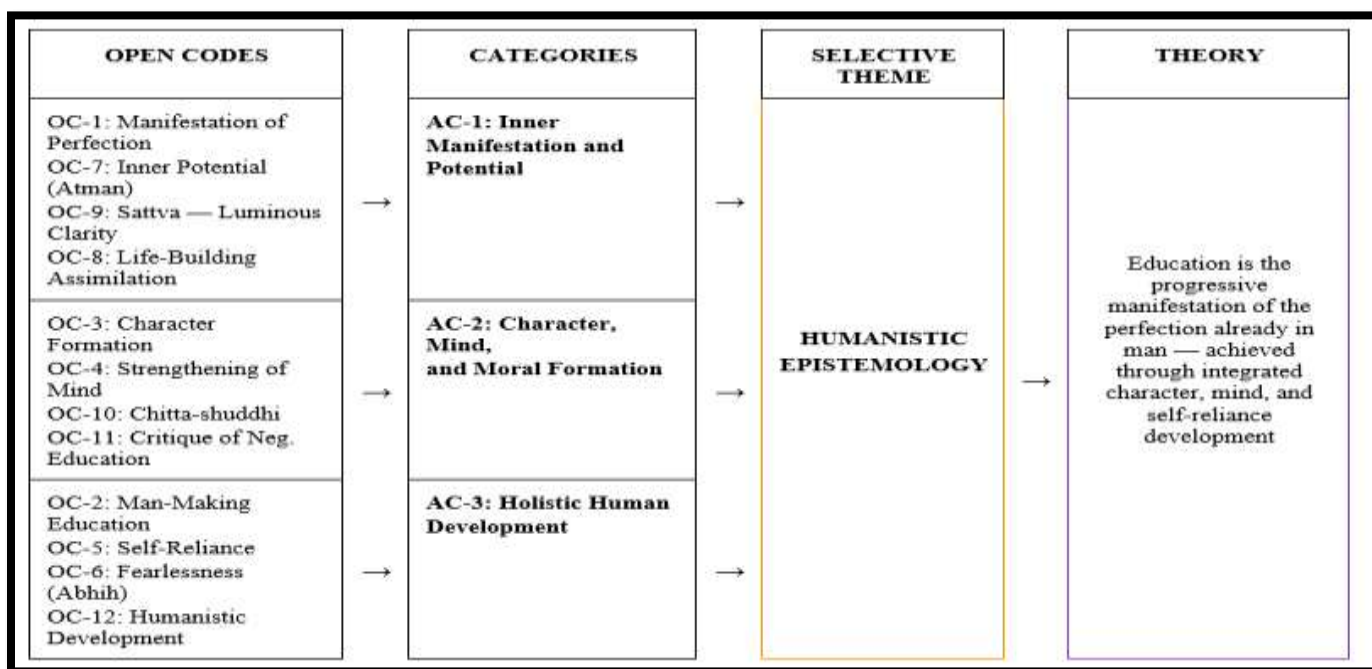 OPEN CODES
OC-1: Manifestation of
Perfection
OC-7: Inner Potential
(Atman)
OC-9: Sattva — Luminous
Clarity
OC-8: Life-Building
Assimilation
OC-3: Character
Formation
OC-4: Strengthening of
Mind
OC-10: Chitta-shuddhi
OC-11: Critique of Neg.
Education
OC-2: Man-Making
Education
OC-5: Self-Reliance
OC-6: Fearlessness
(Abhih)
OC-12: Humanistic
Development
→
→
→
CATEGORIES
AC-1: Inner
Manifestation and
Potential
AC-2: Character,
Mind,
and Moral Formation
AC-3: Holistic Human
Development
→
→
→
SELECTIVE
THEME
HUMANISTIC
EPISTEMOLOGY
→
THEORY
Education is the
progressive
manifestation of the
perfection already in
man — achieved
through integrated
character, mind, and
self-reliance
development